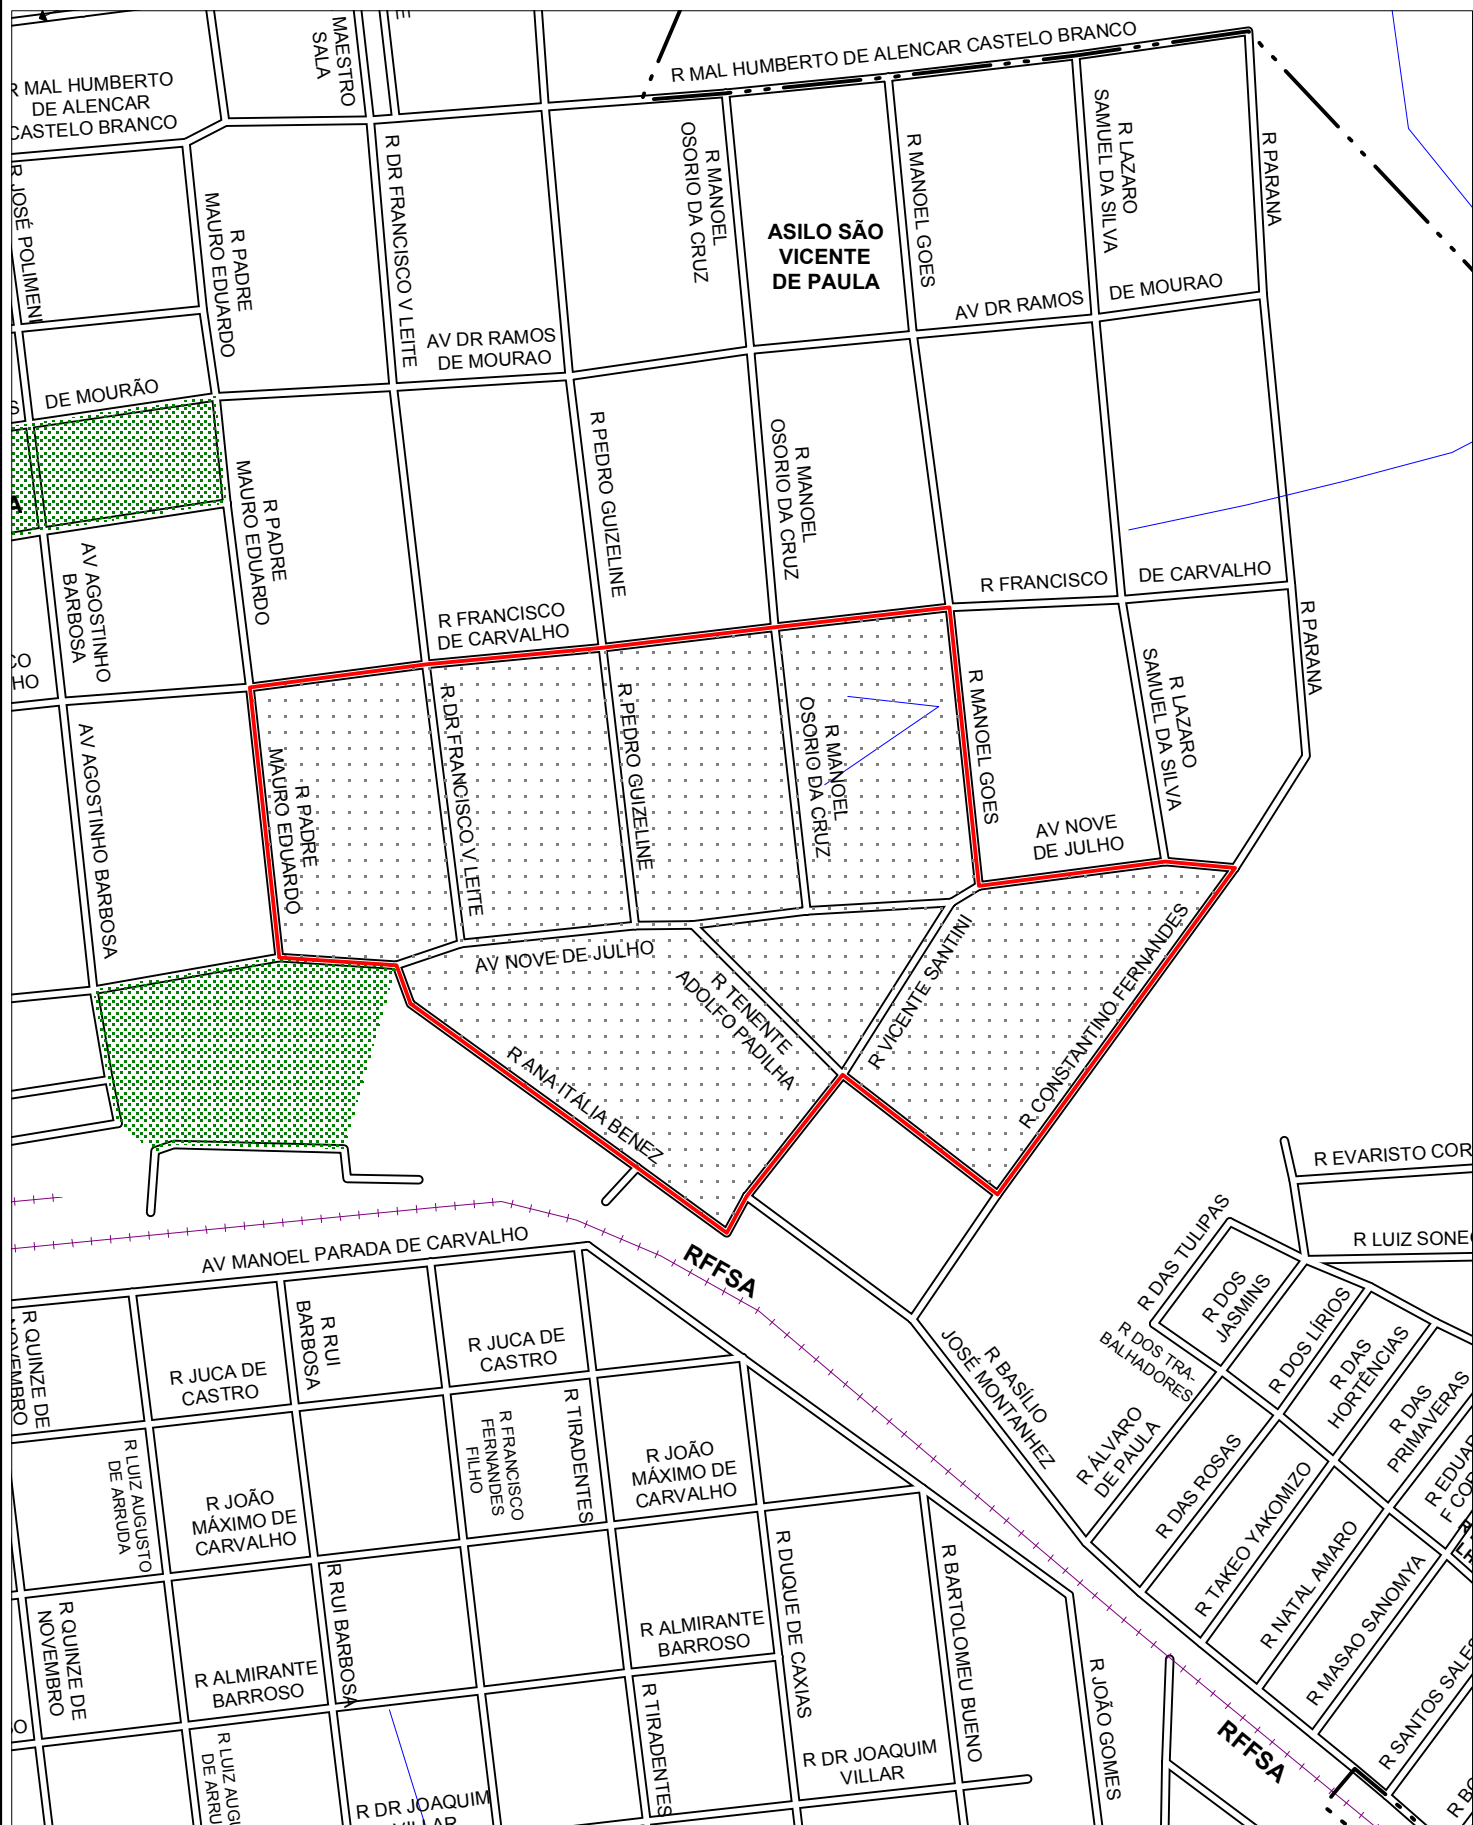 MAESTRO
SALA
R MAL HUMBERTO DE ALENCAR CASTELO BRANCO
R MAL HUMBERTO
DE ALENCAR
CASTELO BRANCO
R JOSÉ POLIMENI
R PADRE
MAURO EDUARDO
R DR FRANCISCO V LEITE
R MANOEL
OSORIO DA CRUZ
ASILO SÃO
VICENTE
DE PAULA
R MANOEL GOES
R LAZARO
SAMUEL DA SILVA
R PARANA
AV DR RAMOS
DE MOURAO
AV DR RAMOS
DE MOURAO
DE MOURÃO
R PADRE
MAURO EDUARDO
R PEDRO GUIZELINE
R MANOEL
OSORIO DA CRUZ
AV AGOSTINHO
BARBOSA
R FRANCISCO
DE CARVALHO
R FRANCISCO
DE CARVALHO
R PARANA
AV AGOSTINHO BARBOSA
R PADRE
MAURO EDUARDO
R DR FRANCISCO V LEITE
R PEDRO GUIZELINE
R MANOEL
OSORIO DA CRUZ
R MANOEL GOES
R LAZARO
SAMUEL DA SILVA
AV NOVE
DE JULHO
AV NOVE DE JULHO
R TENENTE
ADOLFO PADILHA
R VICENTE SANTINI
R CONSTANTINO FERNANDES
R ANA ITÁLIA BENEZ
R EVARISTO COR
R LUIZ SONE
AV MANOEL PARADA DE CARVALHO
RFFSA
R DAS TULIPAS
R DOS
JASMINS
R DOS LÍRIOS
R DOS TRA-
BALHADORES
R DAS
HORTÊNCIAS
R DAS
PRIMAVERAS
R QUINZE DE
NOVEMBRO
R RUI
BARBOSA
R JUCA DE
CASTRO
R JUCA DE
CASTRO
R BASÍLIO
JOSÉ MONTANHEZ
R ÁLVARO
DE PAULA
R DAS ROSAS
R TAKEO YAKOMIZO
R EDUAR
R LUIZ AUGUSTO
DE ARRUDA
R JOÃO
MÁXIMO DE
CARVALHO
R FRANCISCO
FERNANDES
FILHO
R TIRADENTES
R JOÃO
MÁXIMO DE
CARVALHO
R NATAL AMARO
R MASAO SANOMYA
R SANTOS SALES
R QUINZE DE
NOVEMBRO
R ALMIRANTE
BARROSO
R RUI BARBOSA
R ALMIRANTE
BARROSO
R DUQUE DE CAXIAS
R BARTOLOMEU BUENO
R JOÃO GOMES
RFFSA
R LUIZ AUGU
DE ARRU
R DR JOAQUIM
VILLAR
R TIRADENTES
R DR JOAQUIM
VILLAR